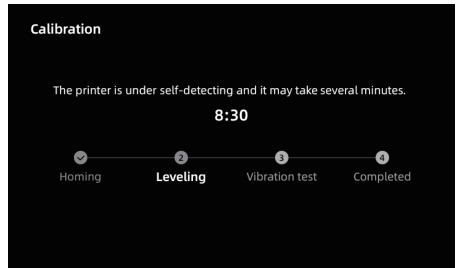 Calibration
The printer is under self-detecting and it may take several minutes.
8:30
2 3 4
Homing Leveling Vibration test Completed